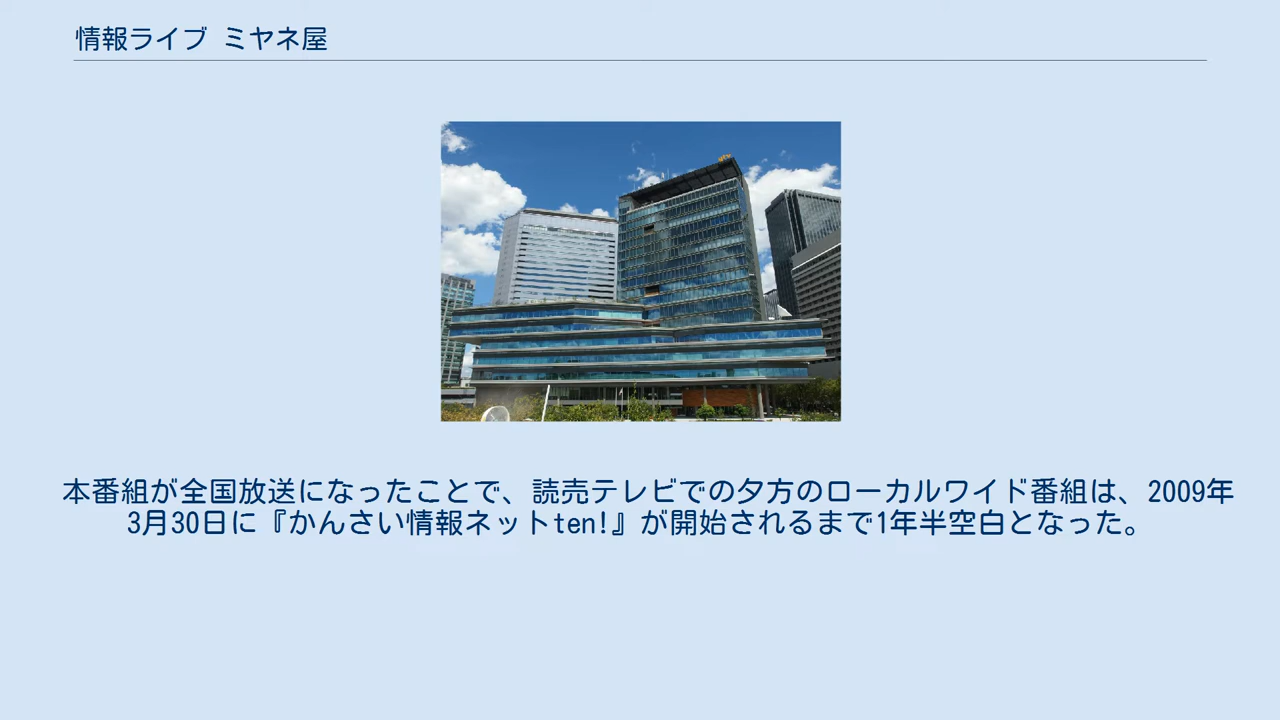 情報ライブ ミヤネ屋
本番組が全国放送になったことで、読売テレビでの夕方のローカルワイド番組は、2009年
3月30日に『かんさい情報ネットten!』が開始されるまで1年半空白となった。